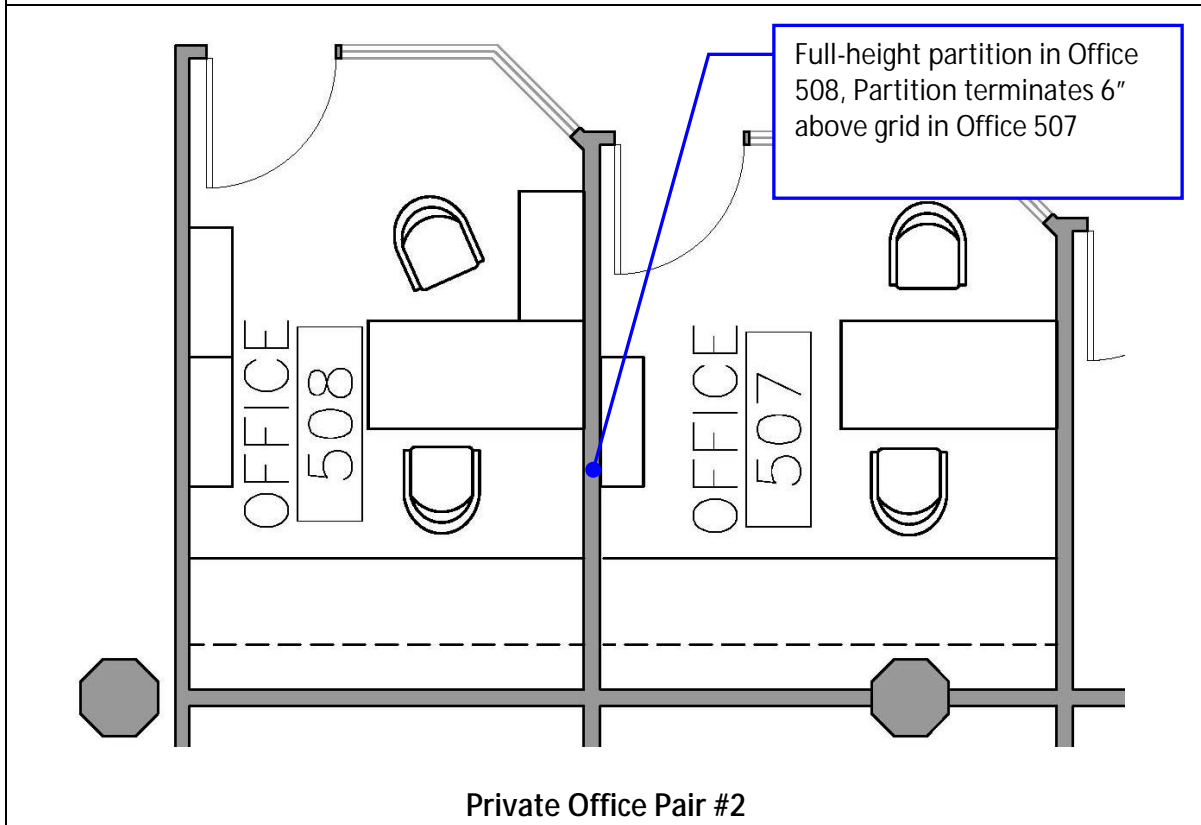 Full-height partition in Office
508, Partition terminates 6"
above grid in Office 507
OFFICE
508
OFFICE
507
Private Office Pair #2